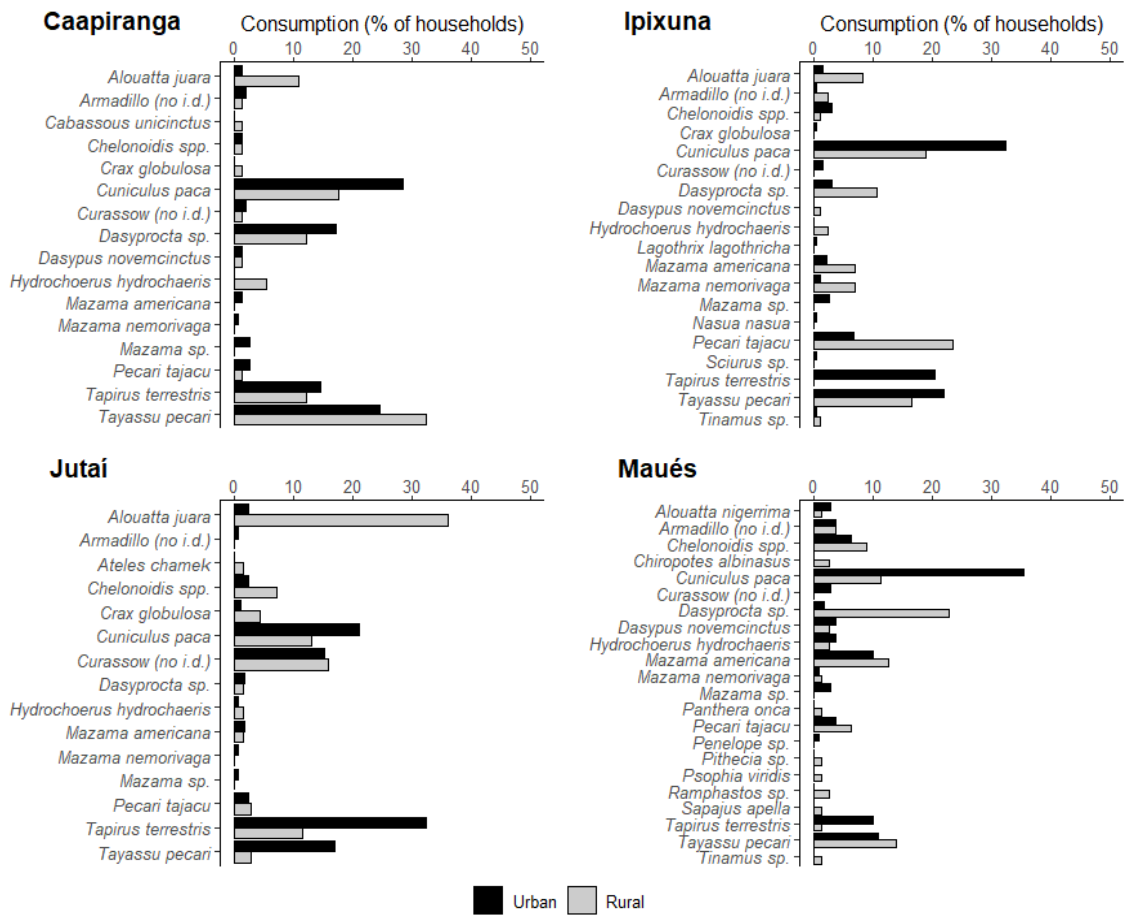 Caapiranga
Consumption (% of households)
0 10 20 30 40 50
Alouatta juara
Armadillo (no i.d.)
Cabassous unicinctus
Chelonoidis spp.
Crax globulosa
Cuniculus paca
Curassow (no i.d.)
Dasyprocta sp.
Dasypus novemcinctus
Hydrochoerus hydrochaeris
Mazama americana
Mazama nemorivaga
Mazama sp.
Pecari tajacu
Tapirus terrestris
Tayassu pecari
Ipixuna
Consumption (% of households)
0 10 20 30 40 50
Alouatta juara
Armadillo (no i.d.)
Chelonoidis spp.
Crax globulosa
Cuniculus paca
Curassow (no i.d.)
Dasyprocta sp.
Dasypus novemcinctus
Hydrochoerus hydrochaeris
Lagothrix lagothricha
Mazama americana
Mazama nemorivaga
Mazama sp.
Nasua nasua
Pecari tajacu
Sciurus sp.
Tapirus terrestris
Tayassu pecari
Tinamus sp.
Jutaí
0 10 20 30 40 50
Alouatta juara
Armadillo (no i.d.)
Ateles chamek
Chelonoidis spp.
Crax globulosa
Cuniculus paca
Curassow (no i.d.)
Dasyprocta sp.
Hydrochoerus hydrochaeris
Mazama americana
Mazama nemorivaga
Mazama sp.
Pecari tajacu
Tapirus terrestris
Tayassu pecari
Maués
0 10 20 30 40 50
Alouatta nigerrima
Armadillo (no i.d.)
Chelonoidis spp.
Chiropotes albinasus
Cuniculus paca
Curassow (no i.d.)
Dasyprocta sp.
Dasypus novemcinctus
Hydrochoerus hydrochaeris
Mazama americana
Mazama nemorivaga
Mazama sp.
Panthera onca
Pecari tajacu
Penelope sp.
Pithecia sp.
Psophia viridis
Ramphastos sp.
Sapajus apella
Tapirus terrestris
Tayassu pecari
Tinamus sp.
Urban Rural